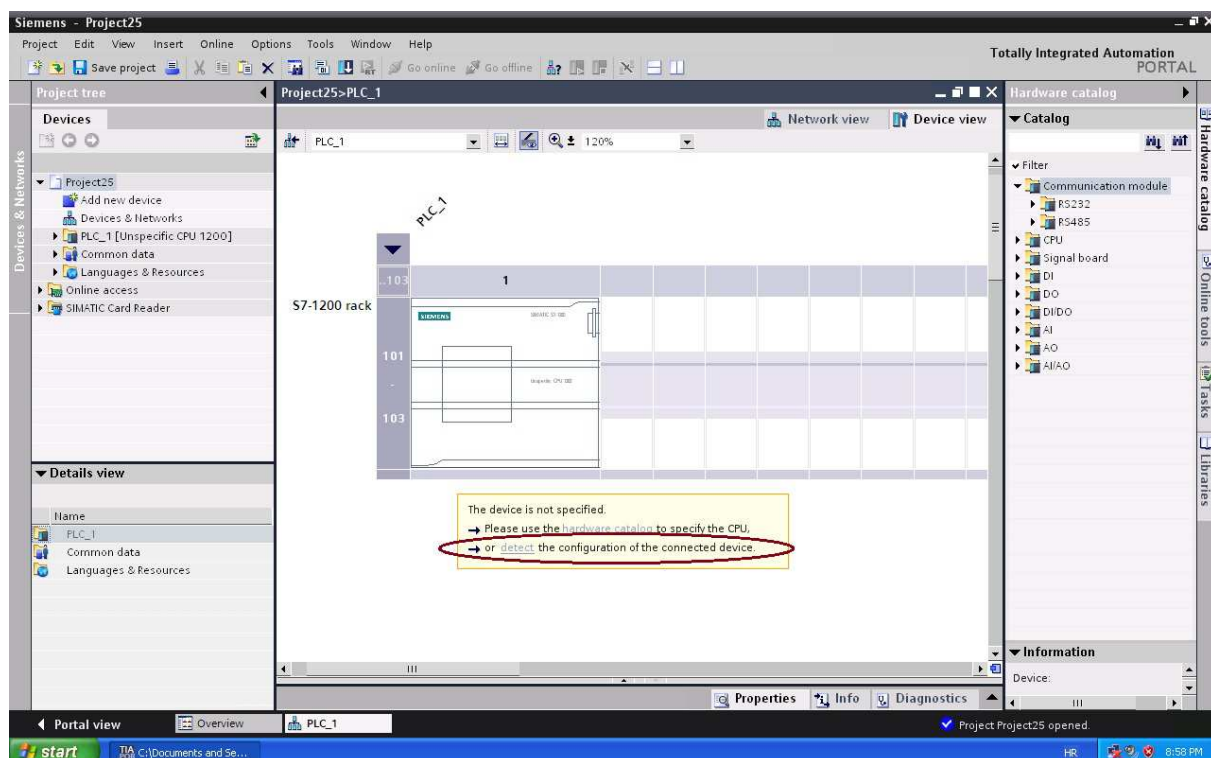 Siemens - Project25
Project Edit View Insert Online Options Tools Window Help
Totally Integrated Automation
PORTAL
Save project
Go online
Go offline
Project tree
Devices
Project25
Add new device
Devices & Networks
PLC_1 [Unspecific CPU 1200]
Common data
Languages & Resources
Online access
SIMATIC Card Reader
Details view
Name
PLC_1
Common data
Languages & Resources
Devices & Networks
Project25>PLC_1
Network view
Device view
PLC_1
120%
PLC_1
..103
1
S7-1200 rack
SIEMENS
101
-
103
The device is not specified.
→ Please use the hardware catalog to specify the CPU,
→ or detect the configuration of the connected device.
Properties
Info
Diagnostics
Hardware catalog
Catalog
Filter
Communication module
RS232
RS485
CPU
Signal board
DI
DO
DI/DO
AI
AO
AI/AO
Information
Device:
Hardware catalog
Online tools
Tasks
Libraries
Portal view
Overview
PLC_1
Project Project25 opened.
start
TIA
C:\Documents and Se...
HR
8:58 PM